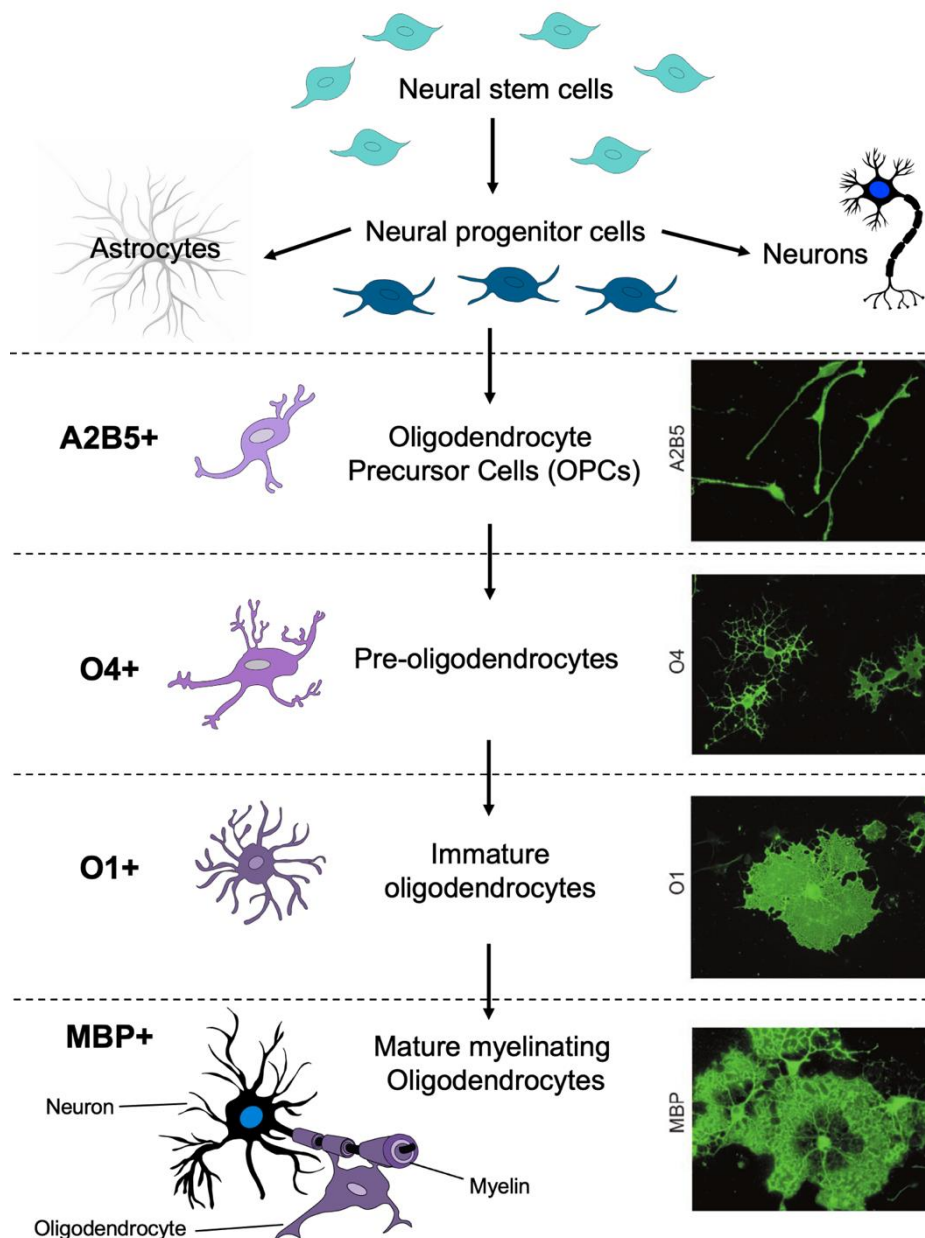 Neural stem cells
Astrocytes
Neural progenitor cells
Neurons
A2B5+
Oligodendrocyte
Precursor Cells (OPCs)
A2B5
O4+
Pre-oligodendrocytes
O4
O1+
Immature
oligodendrocytes
O1
MBP+
Mature myelinating
Oligodendrocytes
Neuron
Myelin
Oligodendrocyte
MBP